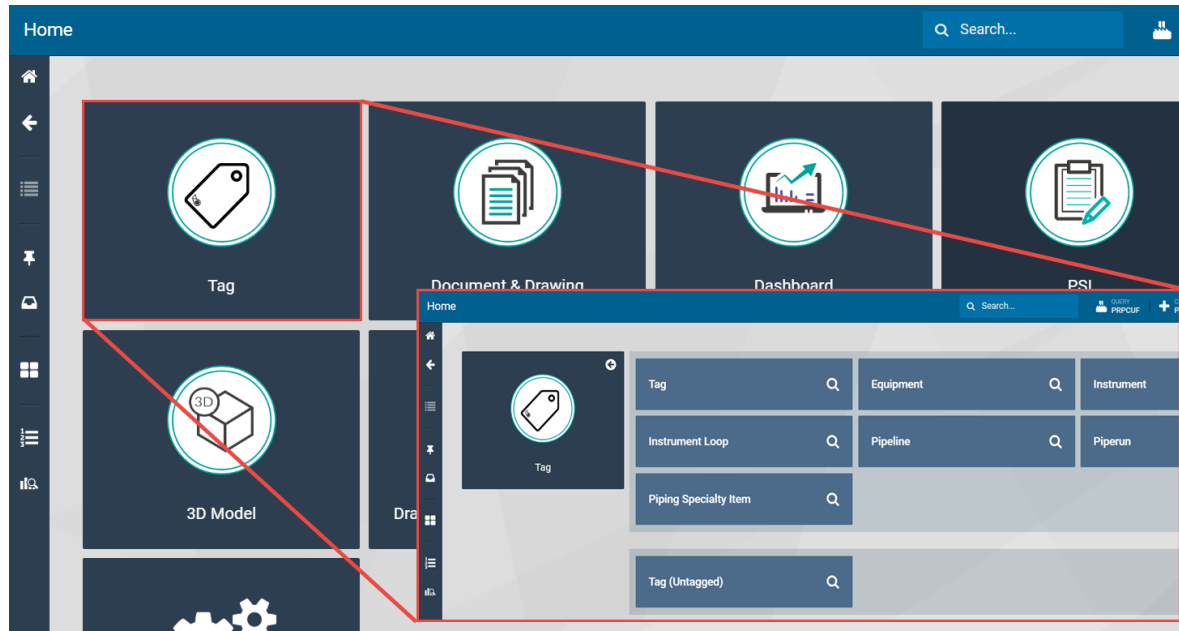 Home
Search...
Tag
Document & Drawing
Dashboard
PSI
3D
3D Model
Dra
Home
Search...
QUERY
PRPCUF
Tag
Tag
Equipment
Instrument
Instrument Loop
Pipeline
Piperun
Piping Specialty Item
Tag (Untagged)